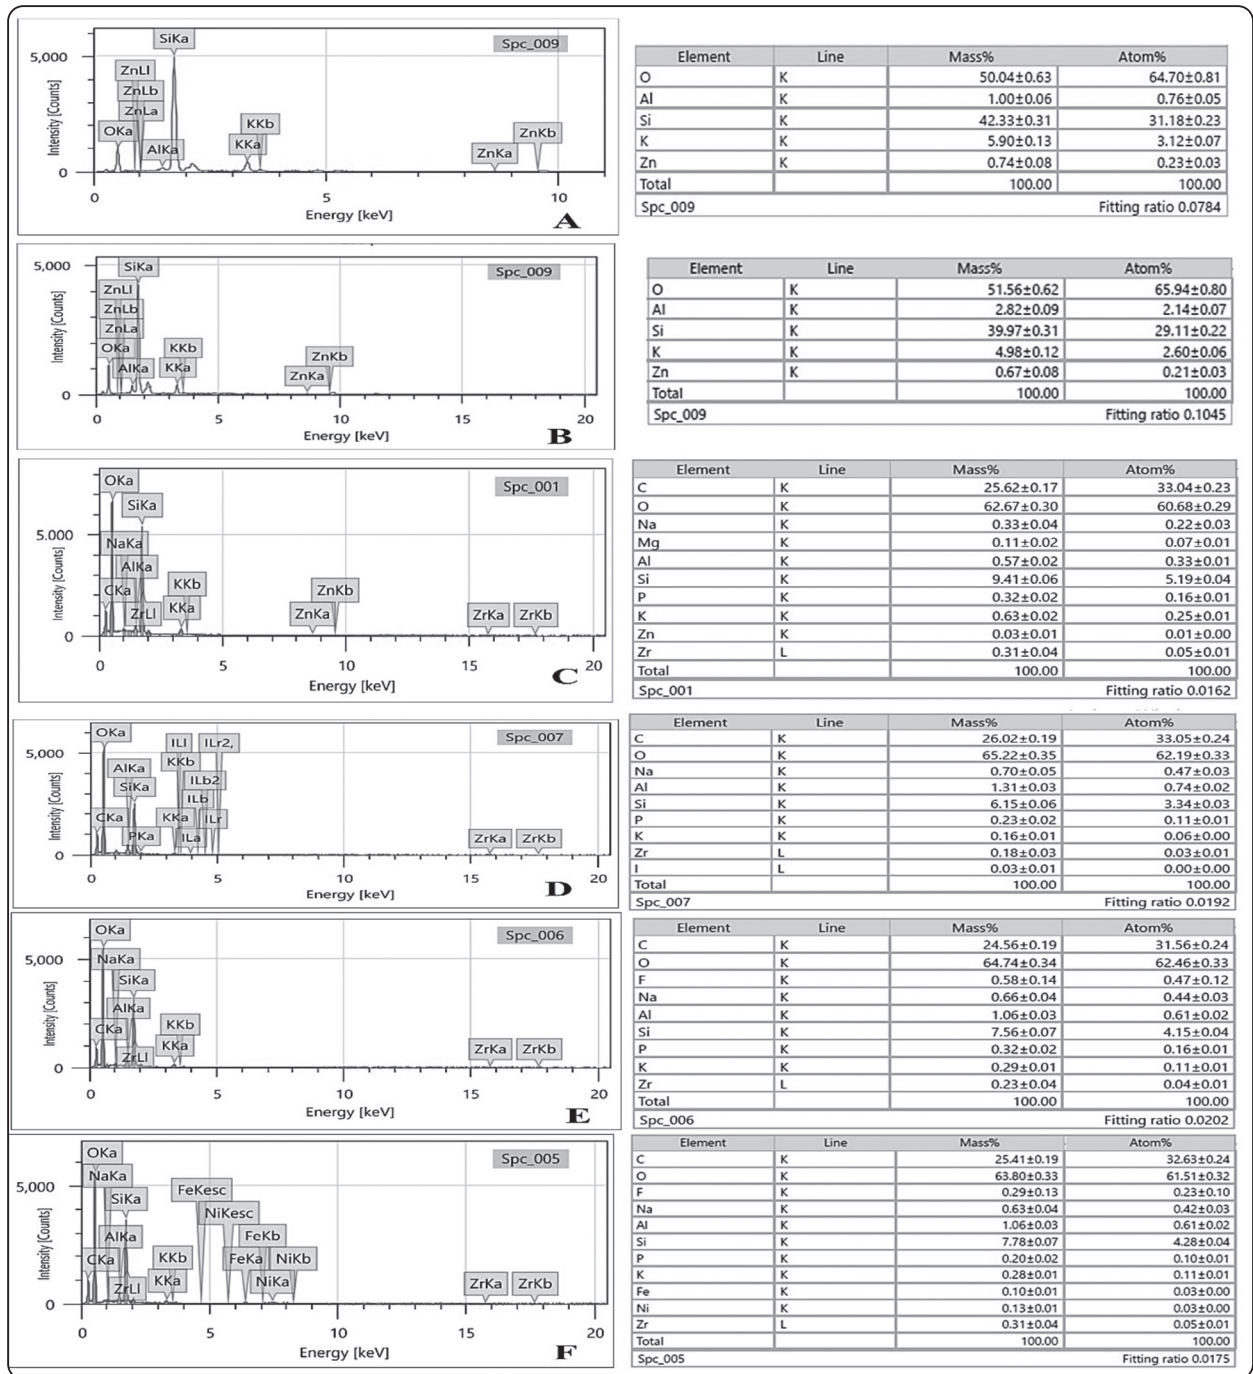 5,000
0
Intensity [Counts]
SiKa
ZnLl
ZnLb
ZnLa
OKa
AlKa
KKb
KKa
ZnKa
ZnKb
Spc_009
0 5 10
Energy [keV]
A
Element Line Mass% Atom%
O K 50.04±0.63 64.70±0.81
Al K 1.00±0.06 0.76±0.05
Si K 42.33±0.31 31.18±0.23
K K 5.90±0.13 3.12±0.07
Zn K 0.74±0.08 0.23±0.03
Total 100.00 100.00
Spc_009 Fitting ratio 0.0784
5,000
0
Intensity [Counts]
SiKa
ZnLl
ZnLb
ZnLa
OKa
AlKa
KKb
KKa
ZnKb
ZnKa
Spc_009
0 5 10 15 20
Energy [keV]
B
Element Line Mass% Atom%
O K 51.56±0.62 65.94±0.80
Al K 2.82±0.09 2.14±0.07
Si K 39.97±0.31 29.11±0.22
K K 4.98±0.12 2.60±0.06
Zn K 0.67±0.08 0.21±0.03
Total 100.00 100.00
Spc_009 Fitting ratio 0.1045
5.000
0
Intensity [Counts]
OKa
SiKa
NaKa
AlKa
CKa
ZrLl
KKb
KKa
ZnKb
ZnKa
ZrKa
ZrKb
Spc_001
0 5 10 15 20
Energy [keV]
C
Element Line Mass% Atom%
C K 25.62±0.17 33.04±0.23
O K 62.67±0.30 60.68±0.29
Na K 0.33±0.04 0.22±0.03
Mg K 0.11±0.02 0.07±0.01
Al K 0.57±0.02 0.33±0.01
Si K 9.41±0.06 5.19±0.04
P K 0.32±0.02 0.16±0.01
K K 0.63±0.02 0.25±0.01
Zn K 0.03±0.01 0.01±0.00
Zr L 0.31±0.04 0.05±0.01
Total 100.00 100.00
Spc_001 Fitting ratio 0.0162
5,000
0
Intensity [Counts]
OKa
AlKa
SiKa
CKa
PKa
ILl
KKb
ILr2,
ILb2
ILb
KKa
ILr
ILa
ZrKa
ZrKb
Spc_007
0 5 10 15 20
Energy [keV]
D
Element Line Mass% Atom%
C K 26.02±0.19 33.05±0.24
O K 65.22±0.35 62.19±0.33
Na K 0.70±0.05 0.47±0.03
Al K 1.31±0.03 0.74±0.02
Si K 6.15±0.06 3.34±0.03
P K 0.23±0.02 0.11±0.01
K K 0.16±0.01 0.06±0.00
Zr L 0.18±0.03 0.03±0.01
I L 0.03±0.01 0.00±0.00
Total 100.00 100.00
Spc_007 Fitting ratio 0.0192
5,000
0
Intensity [Counts]
OKa
NaKa
SiKa
AlKa
CKa
ZrLl
KKb
KKa
ZrKa
ZrKb
Spc_006
0 5 10 15 20
Energy [keV]
E
Element Line Mass% Atom%
C K 24.56±0.19 31.56±0.24
O K 64.74±0.34 62.46±0.33
F K 0.58±0.14 0.47±0.12
Na K 0.66±0.04 0.44±0.03
Al K 1.06±0.03 0.61±0.02
Si K 7.56±0.07 4.15±0.04
P K 0.32±0.02 0.16±0.01
K K 0.29±0.01 0.11±0.01
Zr L 0.23±0.04 0.04±0.01
Total 100.00 100.00
Spc_006 Fitting ratio 0.0202
5,000
0
Intensity [Counts]
OKa
NaKa
SiKa
AlKa
CKa
ZrLl
KKb
KKa
FeKesc
NiKesc
FeKb
FeKa
NiKb
NiKa
ZrKa
ZrKb
Spc_005
0 5 10 15 20
Energy [keV]
F
Element Line Mass% Atom%
C K 25.41±0.19 32.63±0.24
O K 63.80±0.33 61.51±0.32
F K 0.29±0.13 0.23±0.10
Na K 0.63±0.04 0.42±0.03
Al K 1.06±0.03 0.61±0.02
Si K 7.78±0.07 4.28±0.04
P K 0.20±0.02 0.10±0.01
K K 0.28±0.01 0.11±0.01
Fe K 0.10±0.01 0.03±0.00
Ni K 0.13±0.01 0.03±0.00
Zr L 0.31±0.04 0.05±0.01
Total 100.00 100.00
Spc_005 Fitting ratio 0.0175